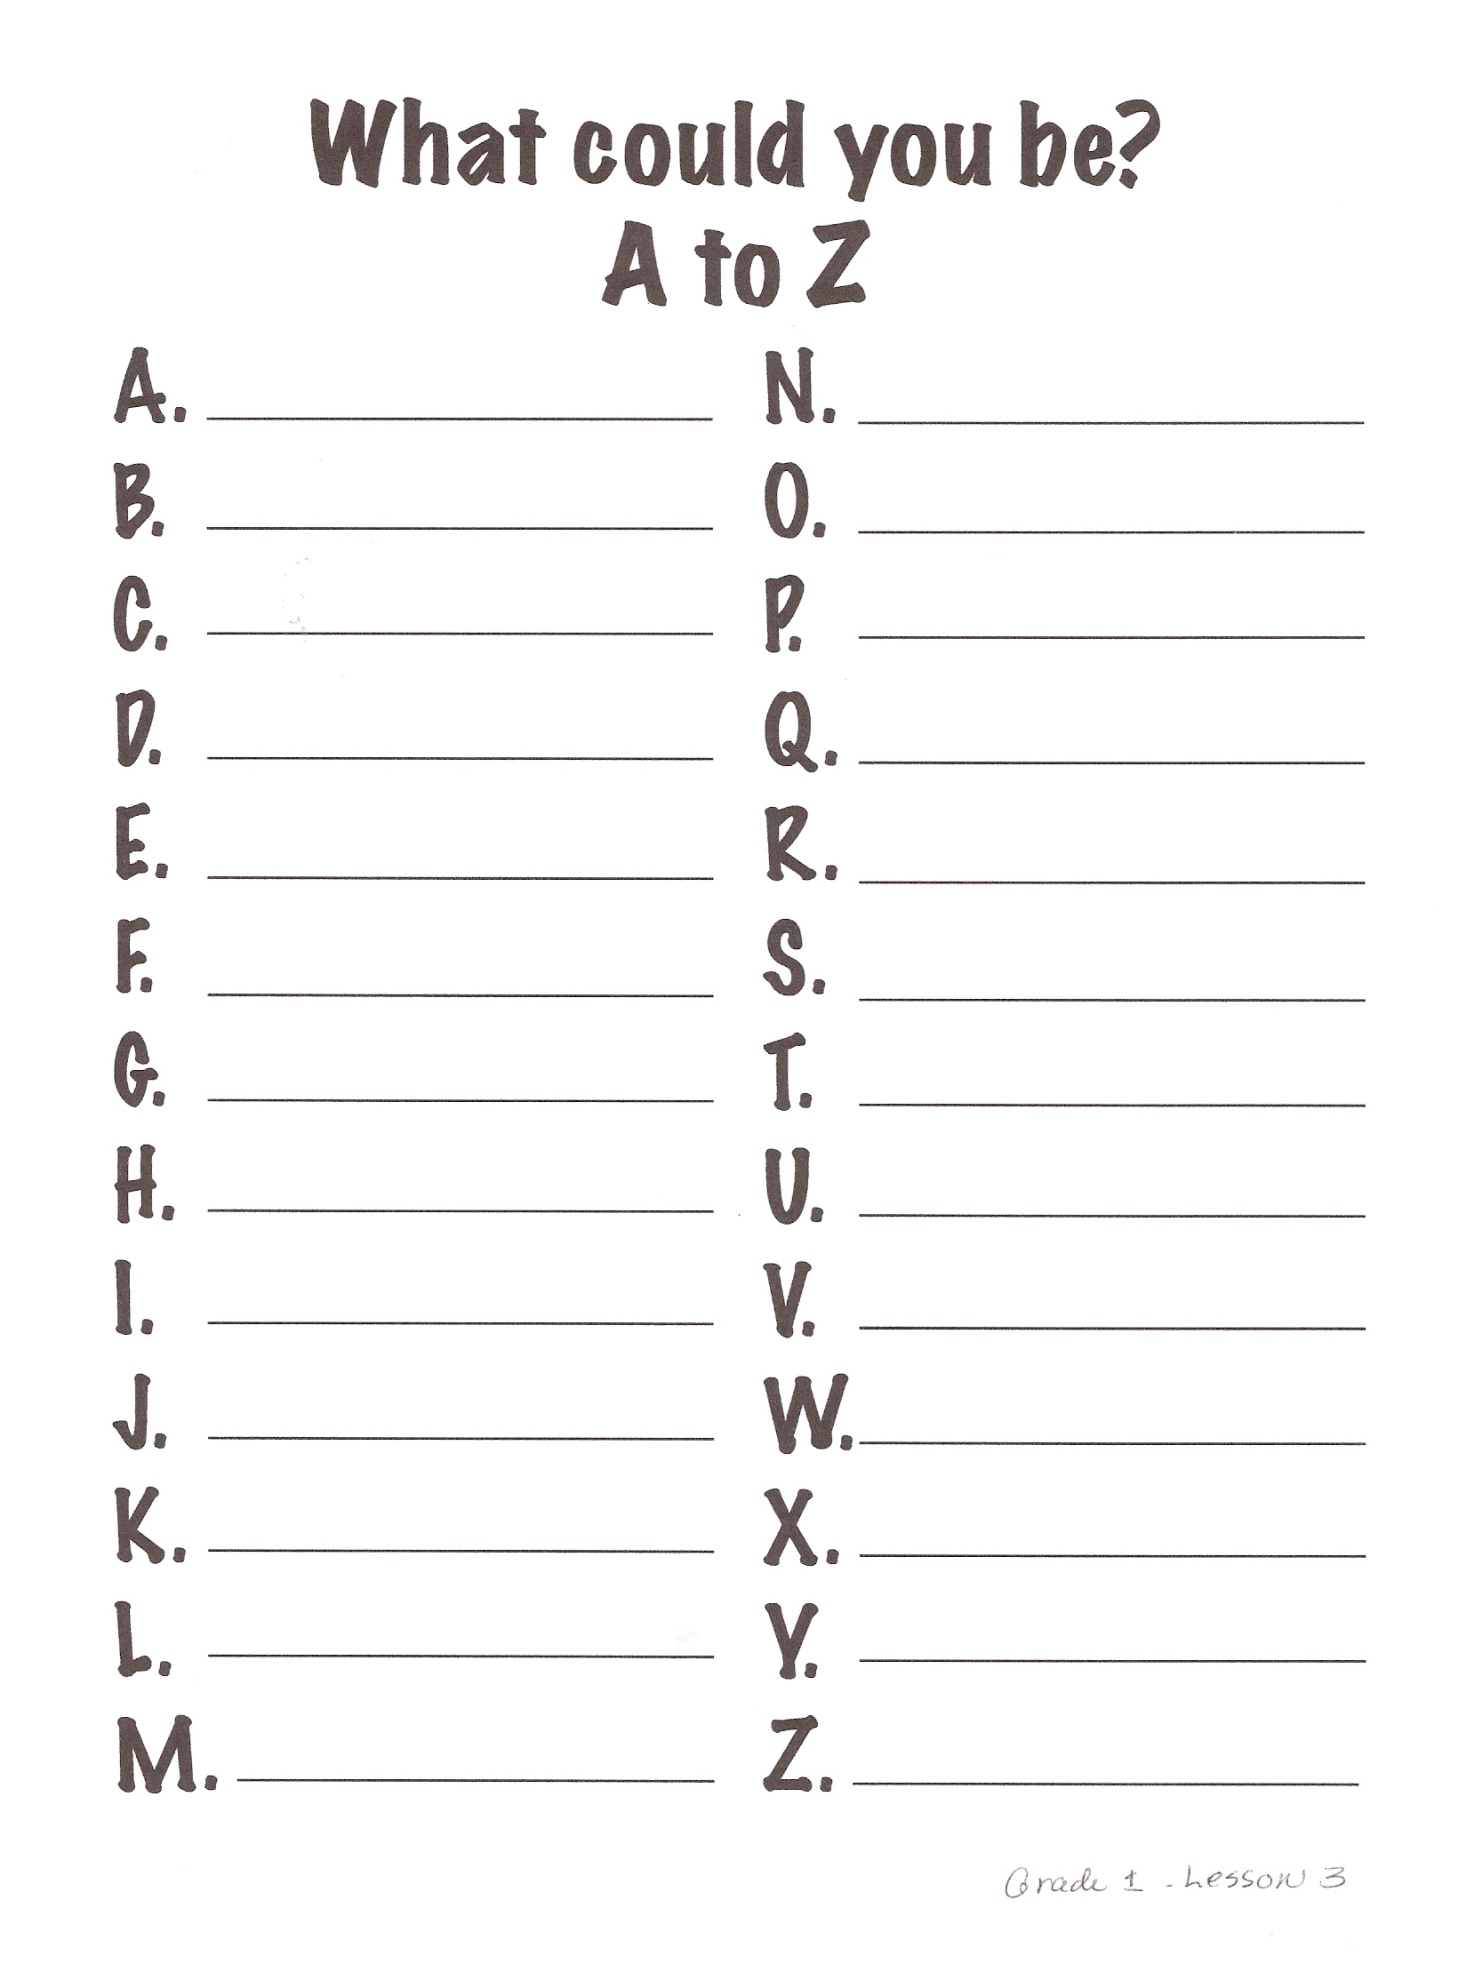 What could you be?
A to Z
A.
B.
C.
D.
E.
F.
G.
H.
I.
J.
K.
L.
M.
N.
O.
P.
Q.
R.
S.
T.
U.
V.
W.
X.
Y.
Z.
Grade 1 - Lesson 3